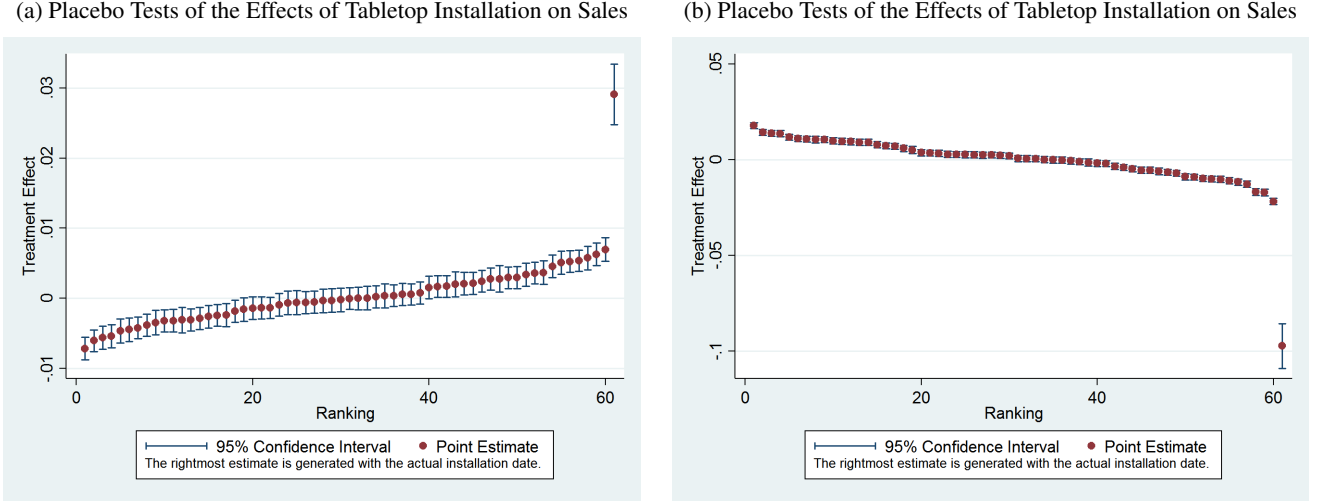 (a) Placebo Tests of the Effects of Tabletop Installation on Sales
.03
.02
.01
0
-.01
Treatment Effect
0 20 40 60
Ranking
95% Confidence Interval Point Estimate
The rightmost estimate is generated with the actual installation date.
(b) Placebo Tests of the Effects of Tabletop Installation on Sales
.05
0
-.05
-.1
Treatment Effect
0 20 40 60
Ranking
95% Confidence Interval Point Estimate
The rightmost estimate is generated with the actual installation date.